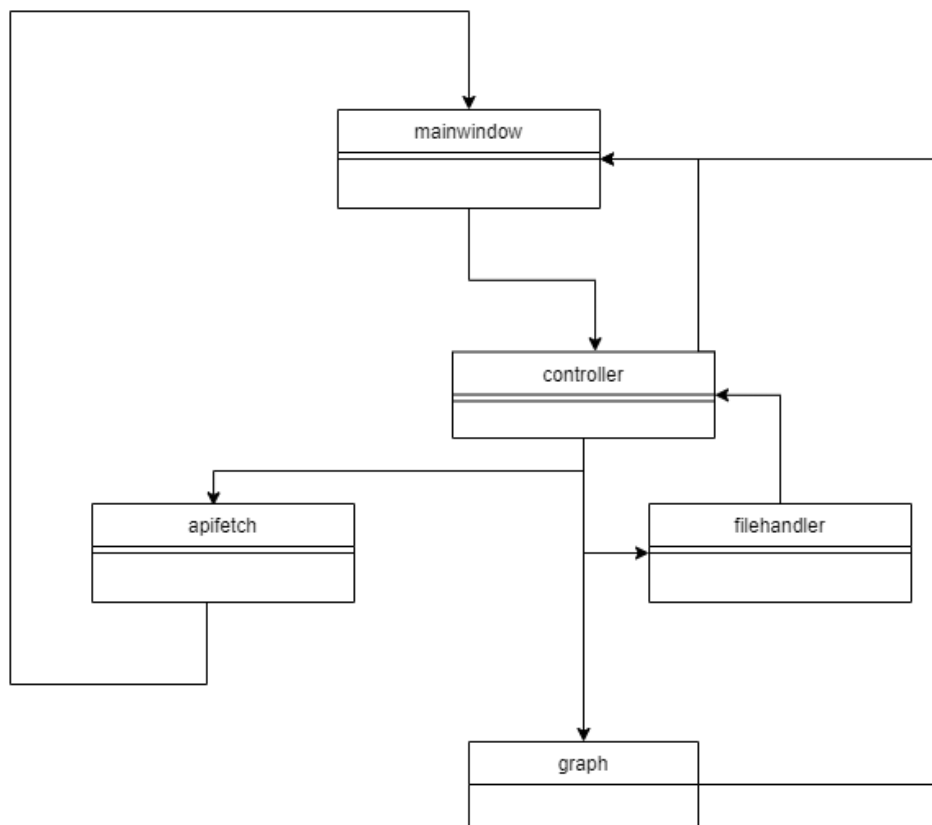 mainwindow
controller
apifetch
filehandler
graph